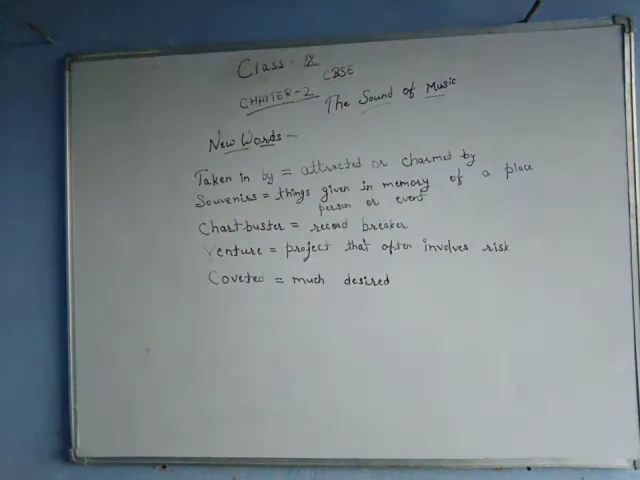 Class - IX
CBSE
CHAPTER - 2 The Sound of Music
New Words -
Taken in by = attracted or charmed by
Souvenirs = things given in memory of a place
person or event
Chartbuster = record breaker
Venture = project that often involves risk
Coveted = much desired